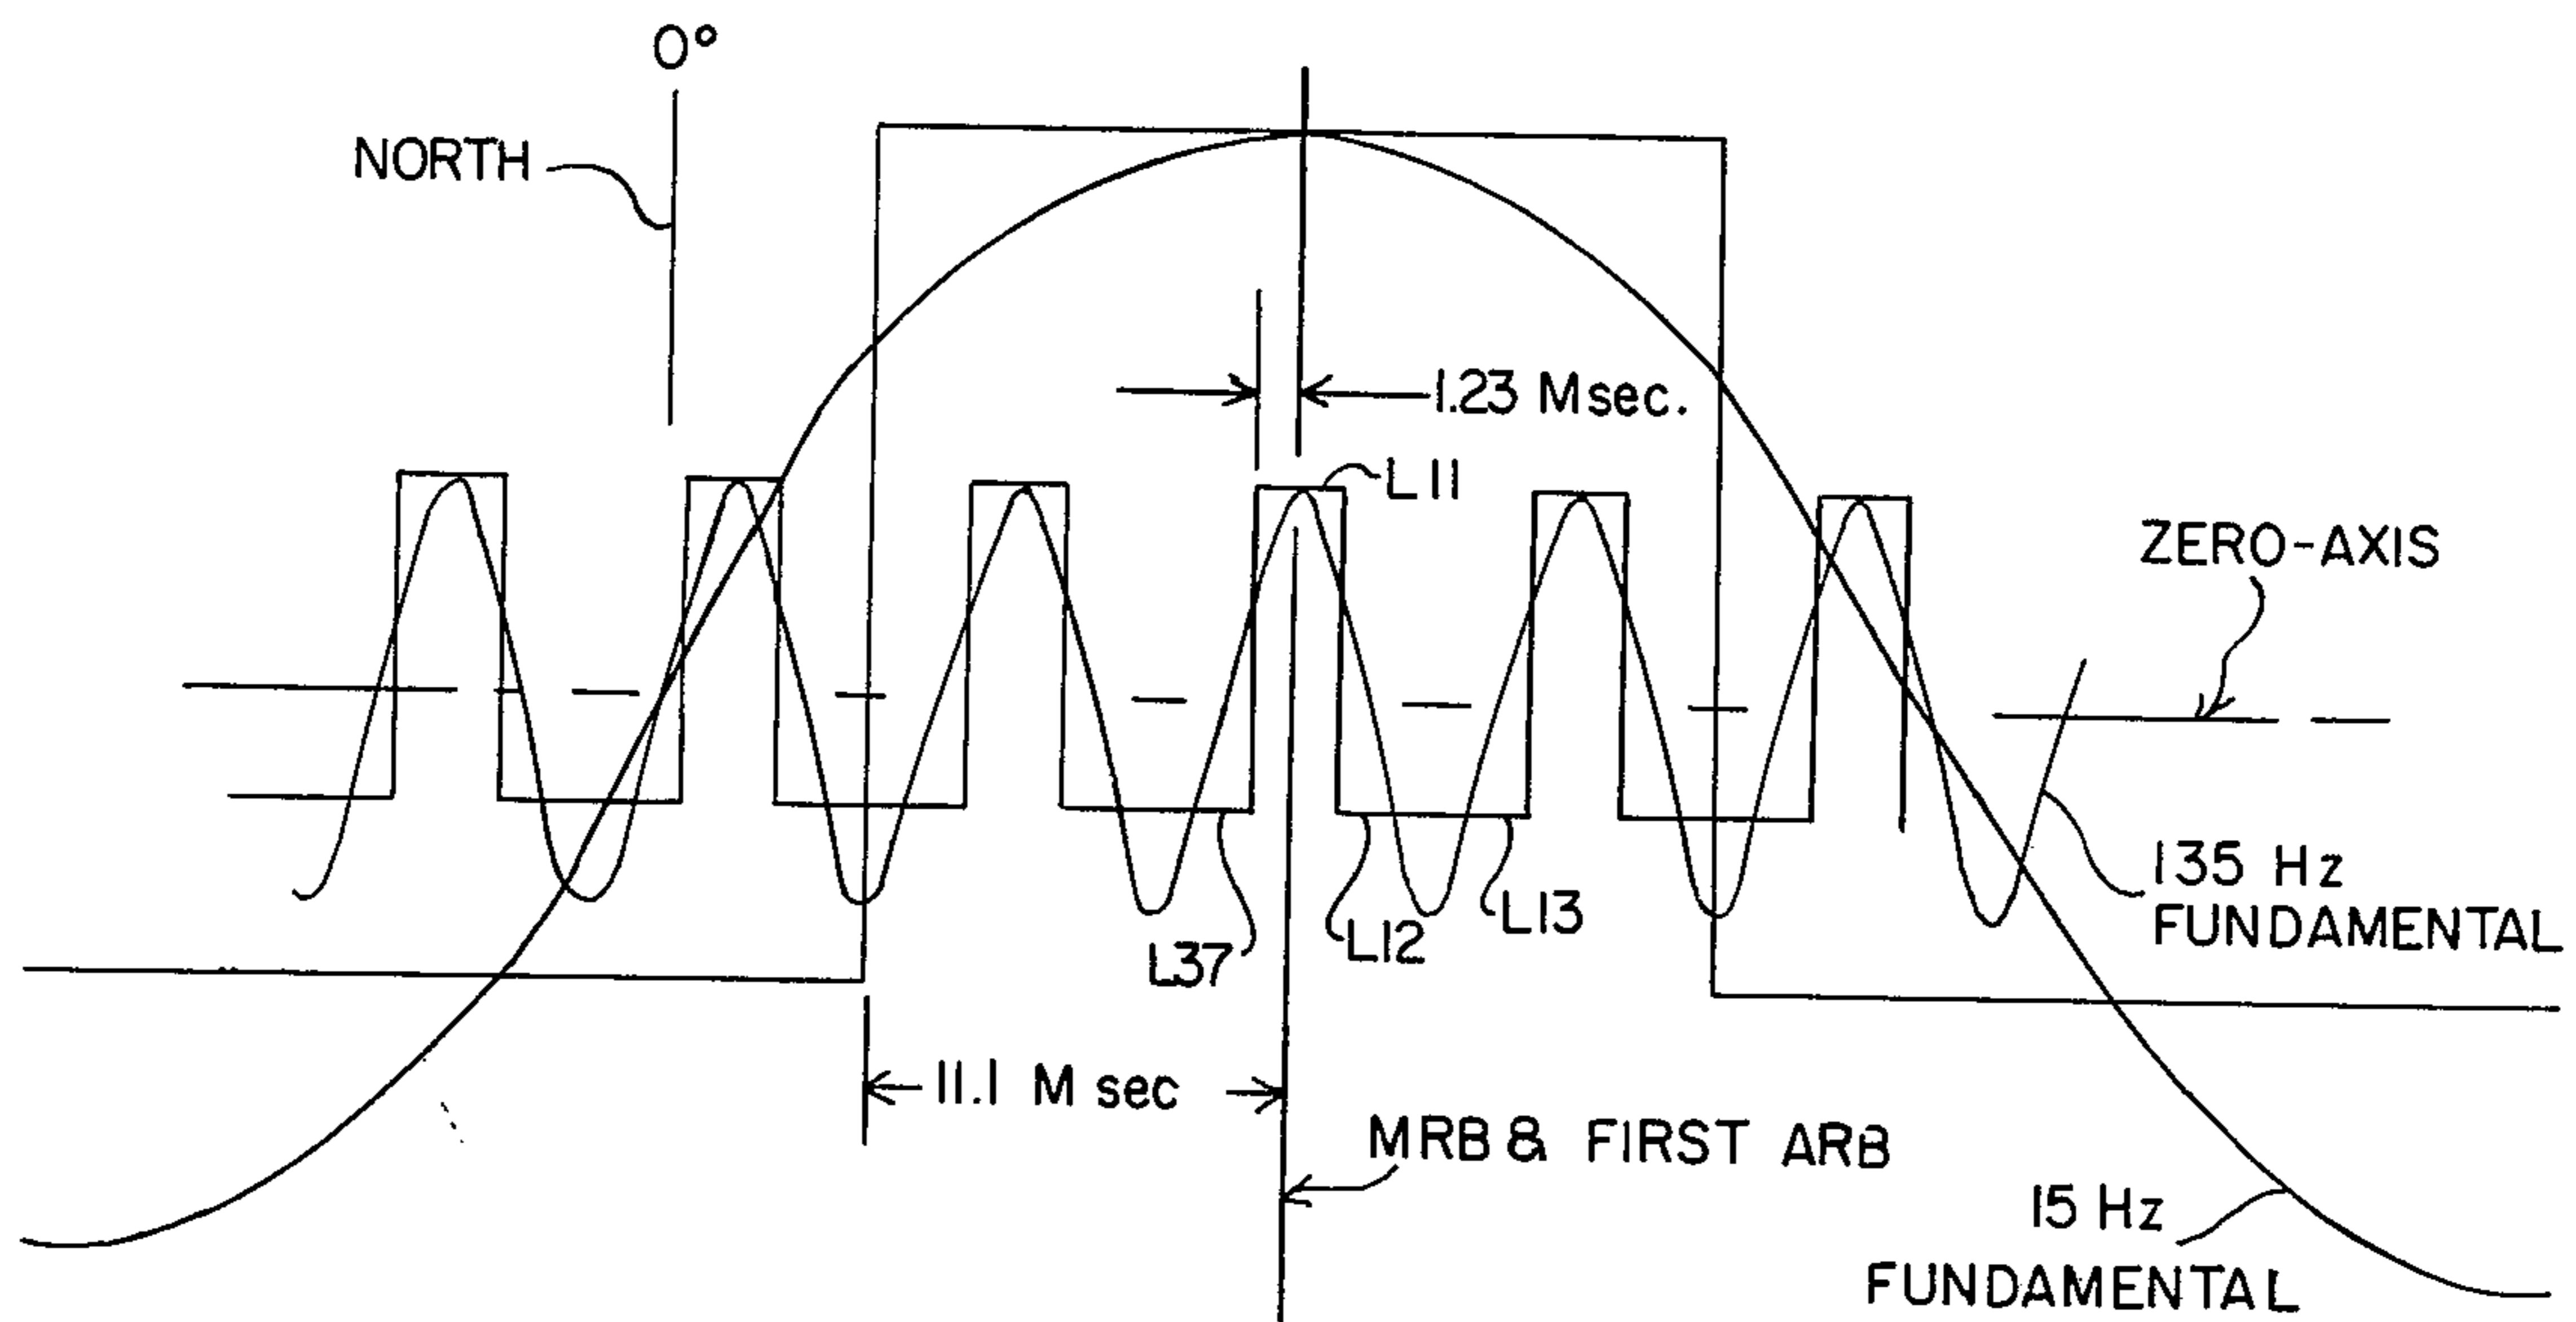 0°
NORTH
1.23 Msec.
L11
ZERO-AXIS
135 Hz
FUNDAMENTAL
L37
L12
L13
11.1 M sec
MRB & FIRST ARB
15 Hz
FUNDAMENTAL